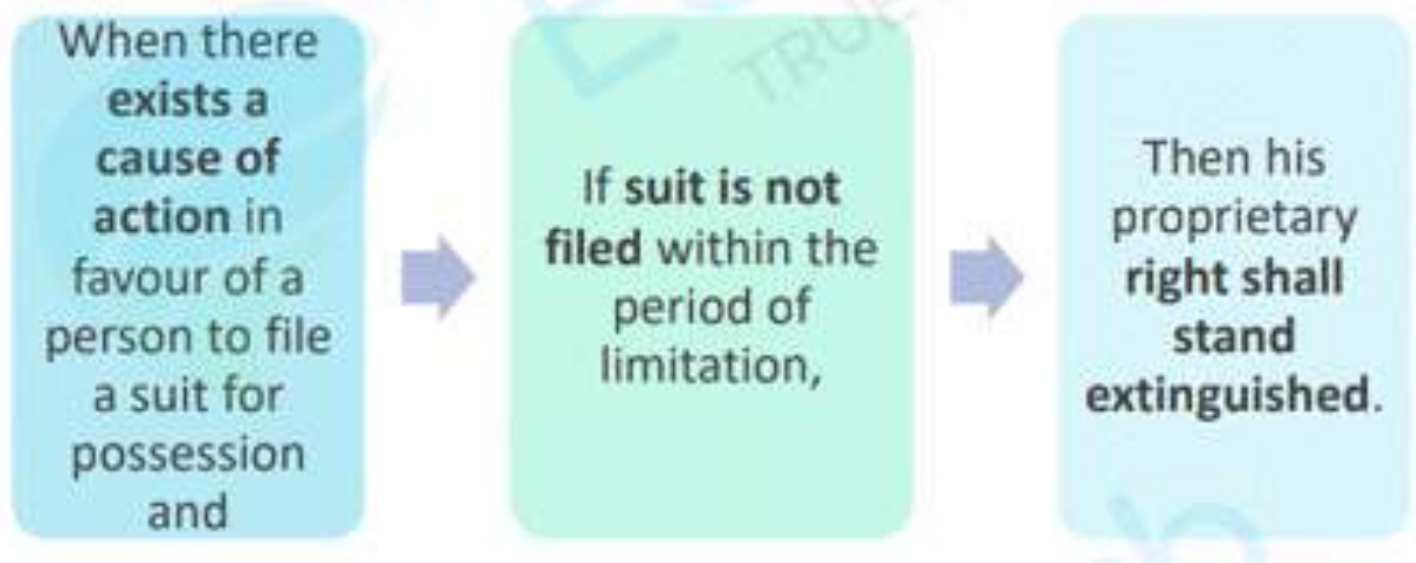 When there
exists a
cause of
action in
favour of a
person to file
a suit for
possession
and
If suit is not
filed within the
period of
limitation,
Then his
proprietary
right shall
stand
extinguished.